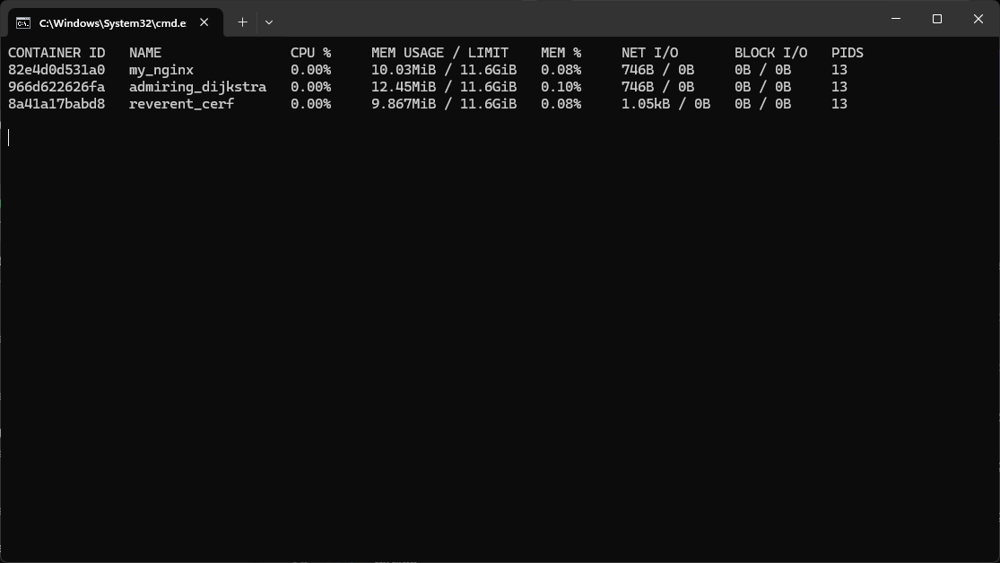 C:\Windows\System32\cmd.e
CONTAINER ID   NAME                CPU %     MEM USAGE / LIMIT    MEM %     NET I/O       BLOCK I/O   PIDS
82e4d0d531a0   my_nginx            0.00%     10.03MiB / 11.6GiB   0.08%     746B / 0B     0B / 0B     13
966d622626fa   admiring_dijkstra   0.00%     12.45MiB / 11.6GiB   0.10%     746B / 0B     0B / 0B     13
8a41a17babd8   reverent_cerf       0.00%     9.867MiB / 11.6GiB   0.08%     1.05kB / 0B   0B / 0B     13